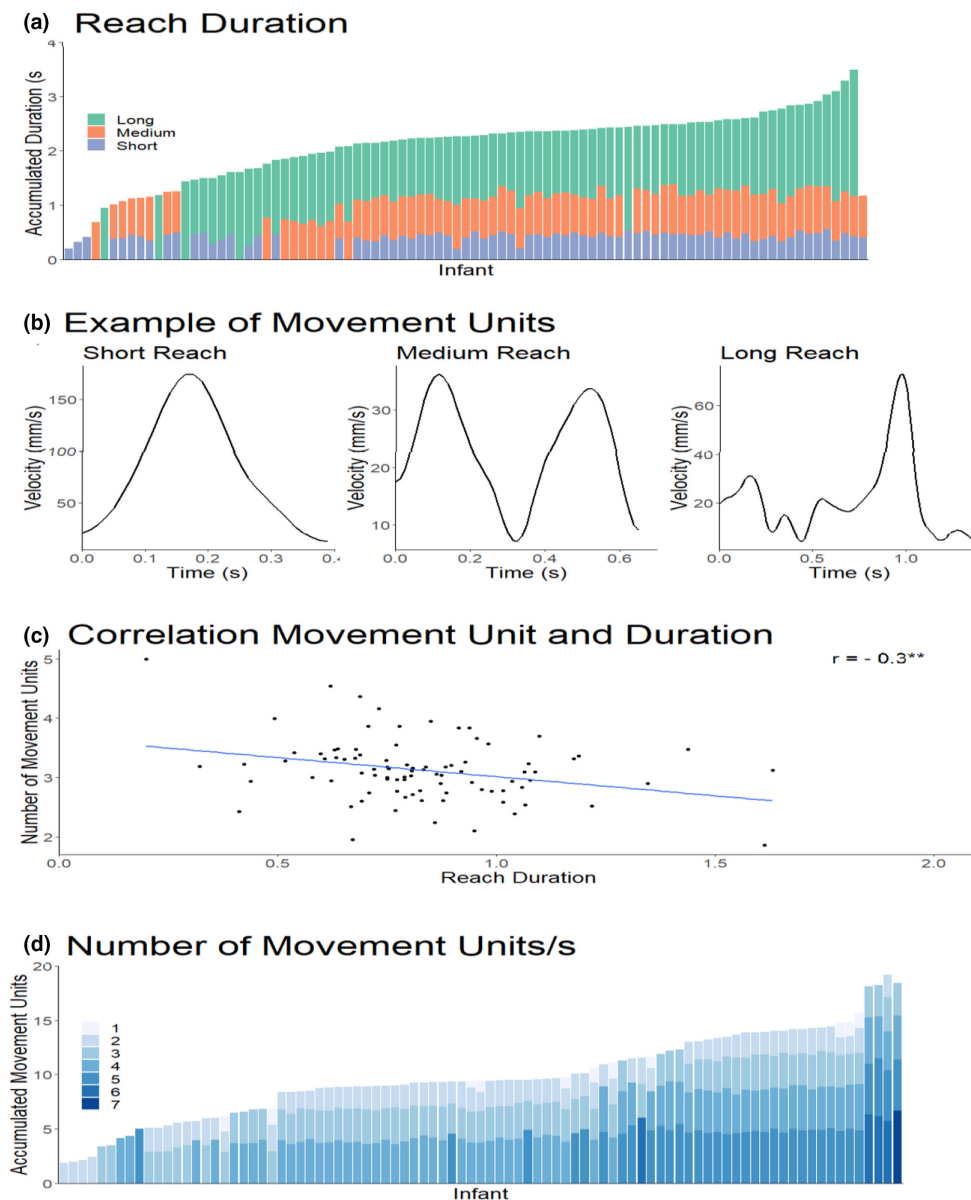 (a) Reach Duration
Accumulated Duration (s
4
3
2
1
0
Long
Medium
Short
Infant
(b) Example of Movement Units
Short Reach
Velocity (mm/s)
150
100
50
0.0 0.1 0.2 0.3 0.4
Time (s)
Medium Reach
Velocity (mm/s)
30
20
10
0.0 0.2 0.4 0.6
Time (s)
Long Reach
Velocity (mm/s)
60
40
20
0.0 0.5 1.0
Time (s)
(c) Correlation Movement Unit and Duration
r = - 0.3**
Number of Movement Units
5
4
3
2
0.0 0.5 1.0 1.5 2.0
Reach Duration
(d) Number of Movement Units/s
Accumulated Movement Units
20
15
10
5
0
1
2
3
4
5
6
7
Infant